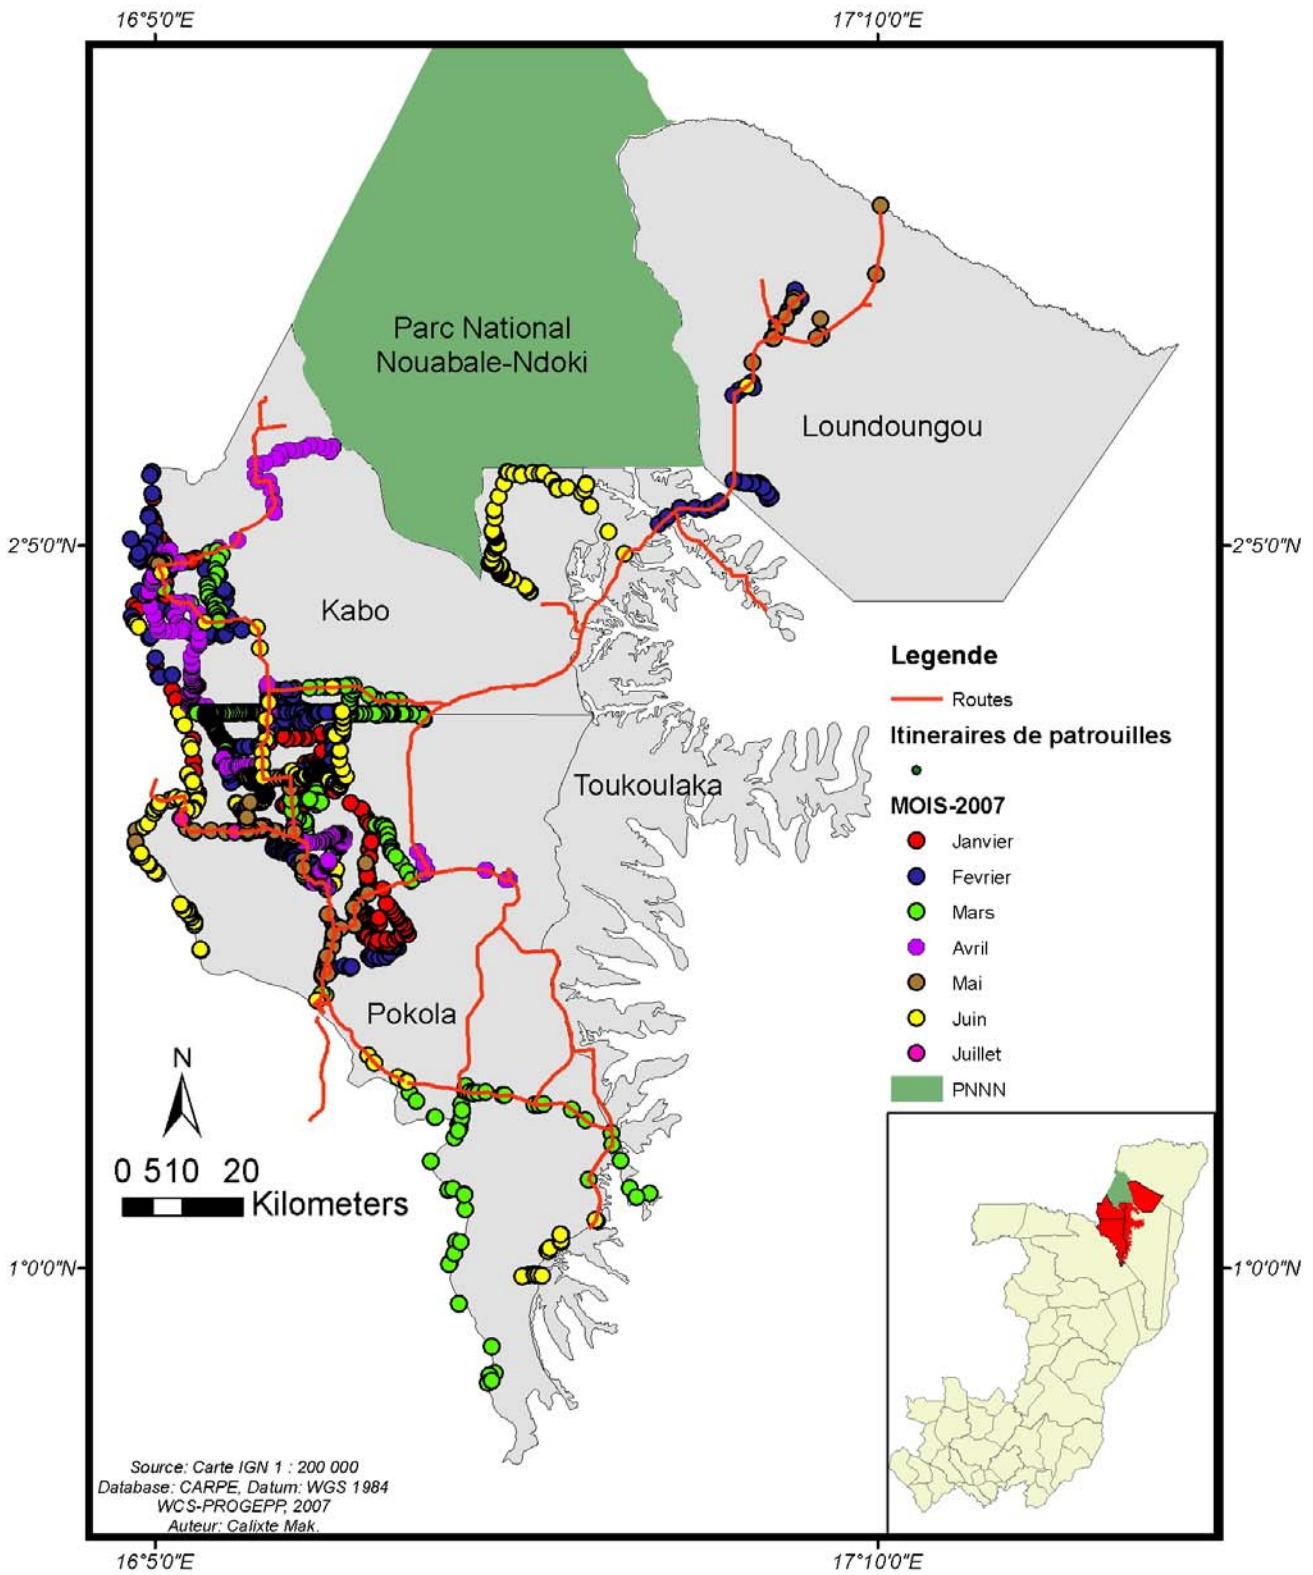 16°5'0"E
17°10'0"E
Parc National
Nouabale-Ndoki
Loundoungou
2°5'0"N
2°5'0"N
Kabo
Toukoulaka
Pokola
Legende
Routes
Itineraires de patrouilles
MOIS-2007
Janvier
Fevrier
Mars
Avril
Mai
Juin
Juillet
PNNN
N
0 510 20
Kilometers
1°0'0"N
1°0'0"N
Source: Carte IGN 1 : 200 000
Database: CARPE, Datum: WGS 1984
WCS-PROGEPP, 2007
Auteur: Calixte Mak.
16°5'0"E
17°10'0"E